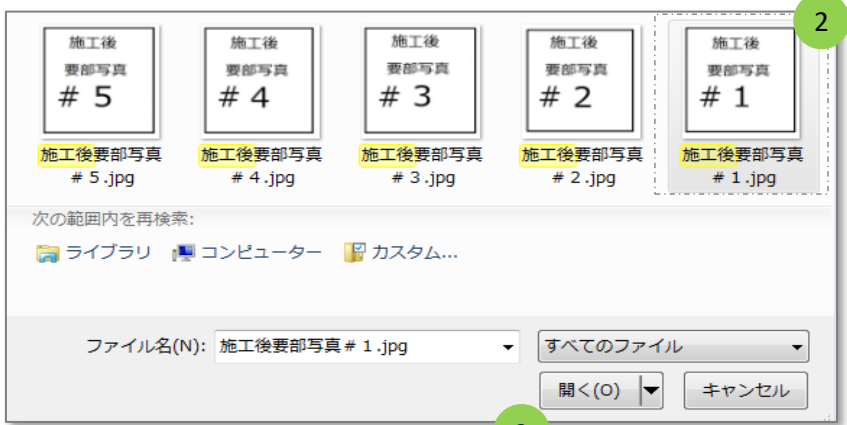 2
施工後
要部写真
# 5
施工後
要部写真
# 4
施工後
要部写真
# 3
施工後
要部写真
# 2
施工後
要部写真
# 1
施工後要部写真
# 5.jpg
施工後要部写真
# 4.jpg
施工後要部写真
# 3.jpg
施工後要部写真
# 2.jpg
施工後要部写真
# 1.jpg
次の範囲内を再検索:
ライブラリ コンピューター カスタム...
ファイル名(N): 施工後要部写真# 1.jpg すべてのファイル
開く(O) キャンセル